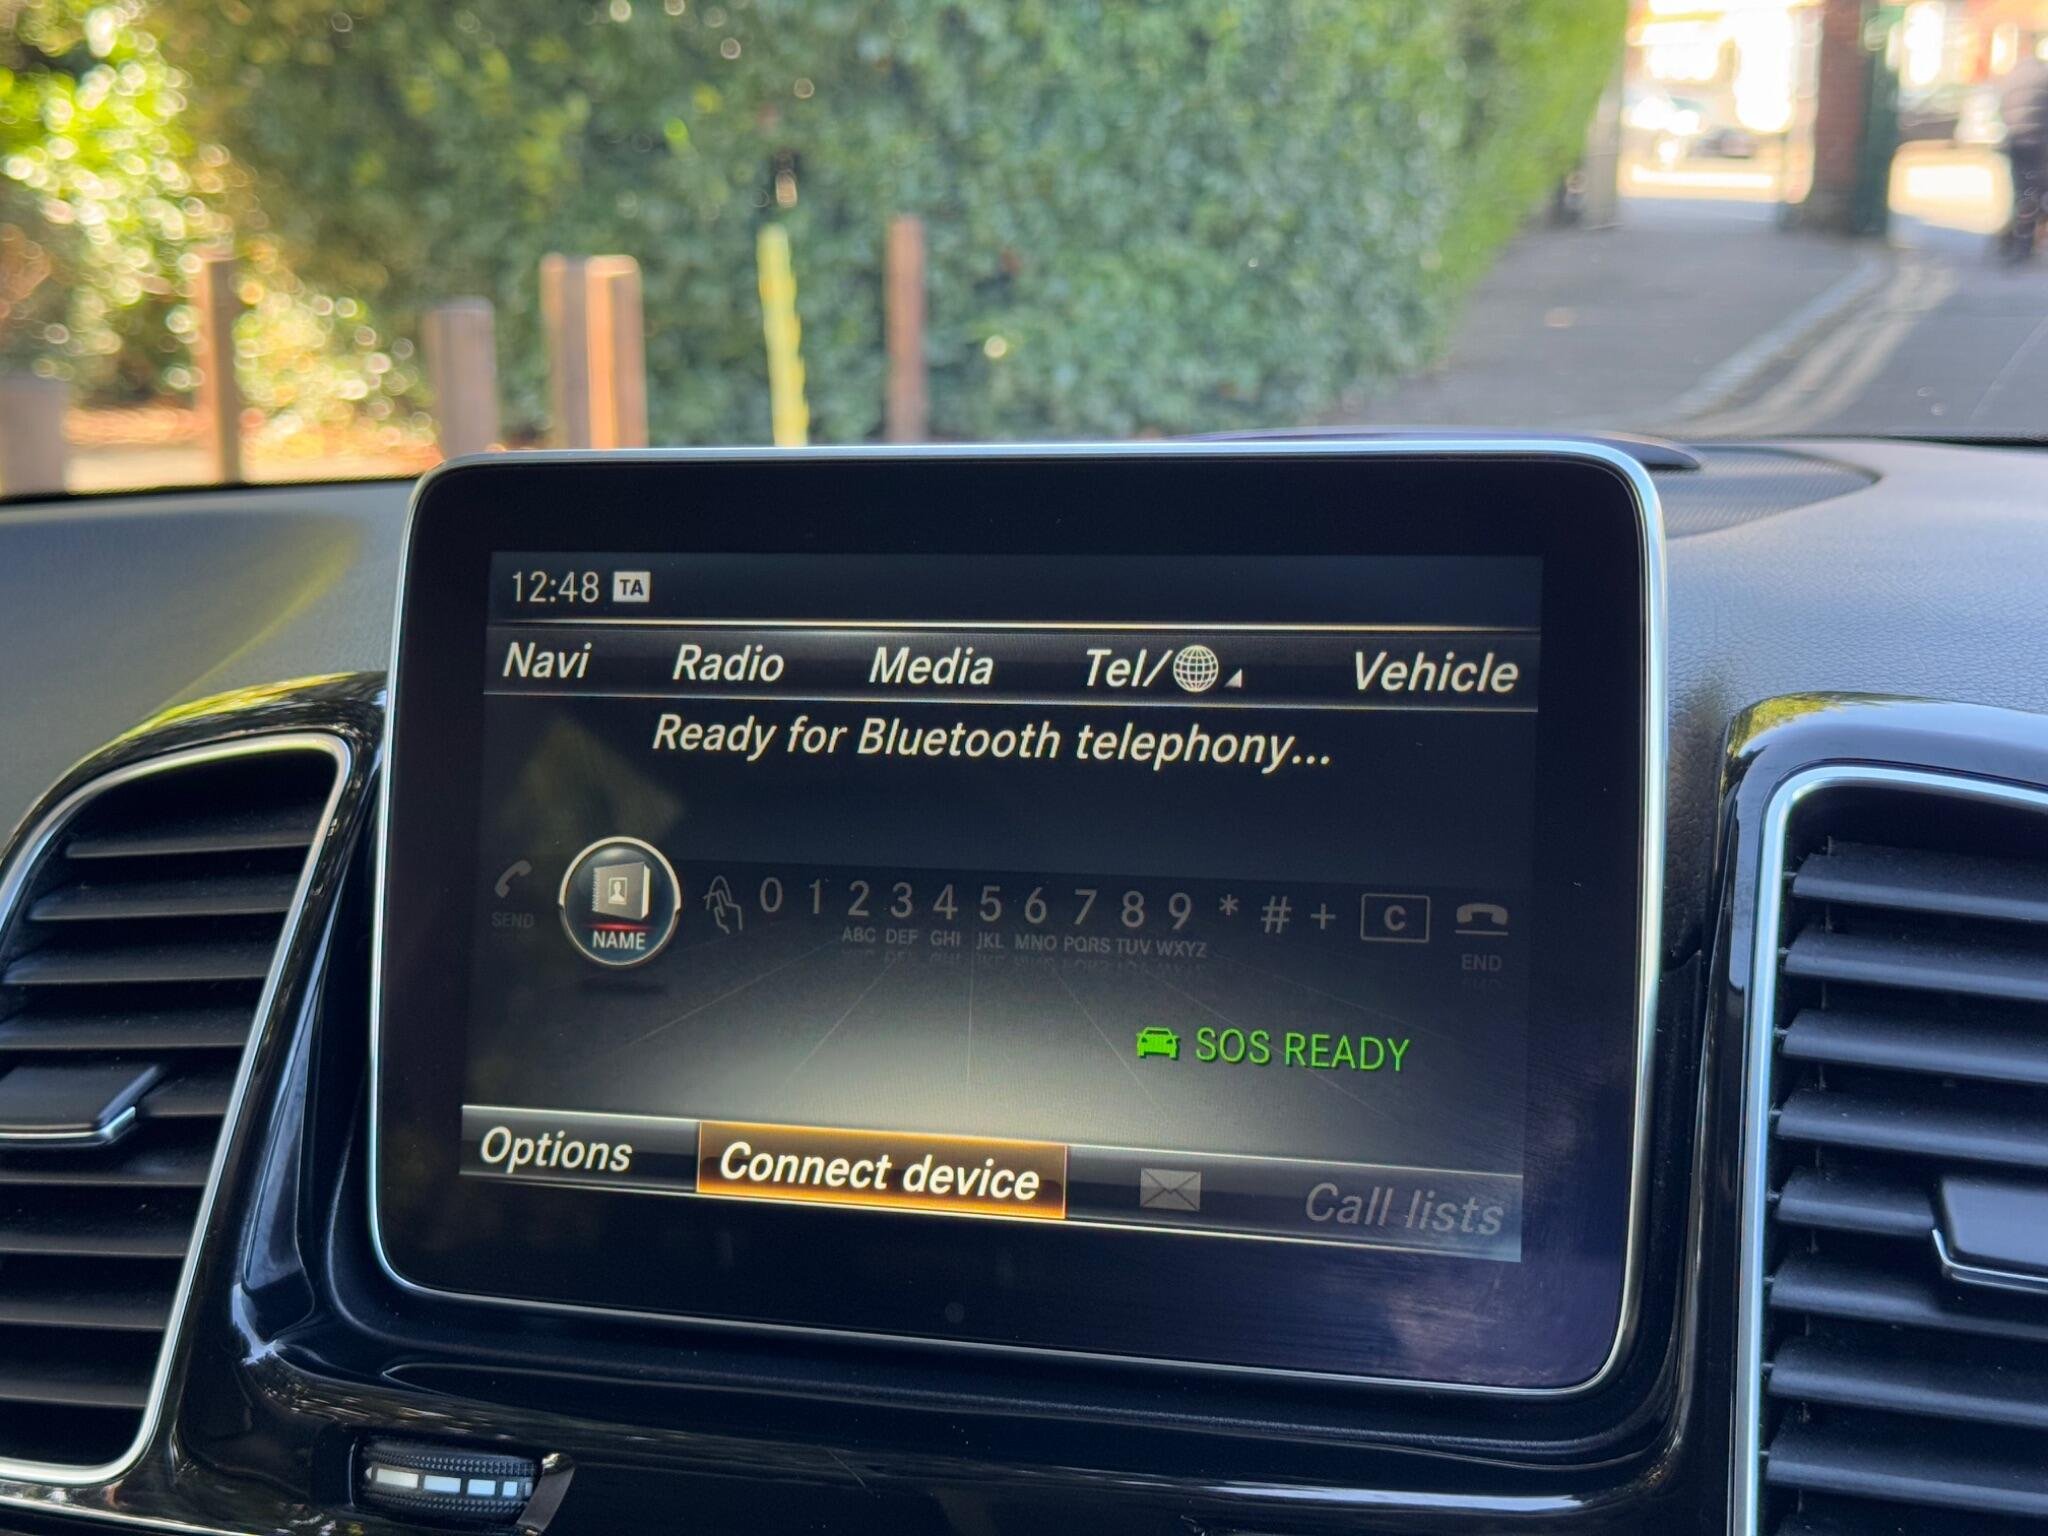 12:48 TA
Navi Radio Media Tel/ Vehicle
Ready for Bluetooth telephony...
SEND NAME 0 1 2 3 4 5 6 7 8 9 * # + C END
ABC DEF GHI JKL MNO PQRS TUV WXYZ
SOS READY
Options Connect device Call lists